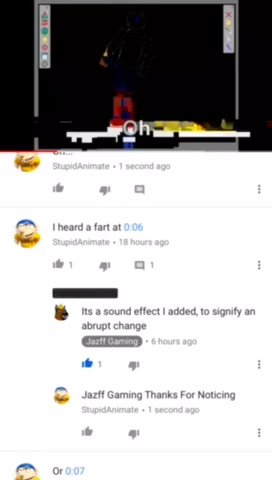 Oh
Oh...
StupidAnimate • 1 second ago
I heard a fart at 0:06
StupidAnimate • 18 hours ago
1 1
Its a sound effect I added, to signify an
abrupt change
Jazff Gaming • 6 hours ago
1
Jazff Gaming Thanks For Noticing
StupidAnimate • 1 second ago
Or 0:07